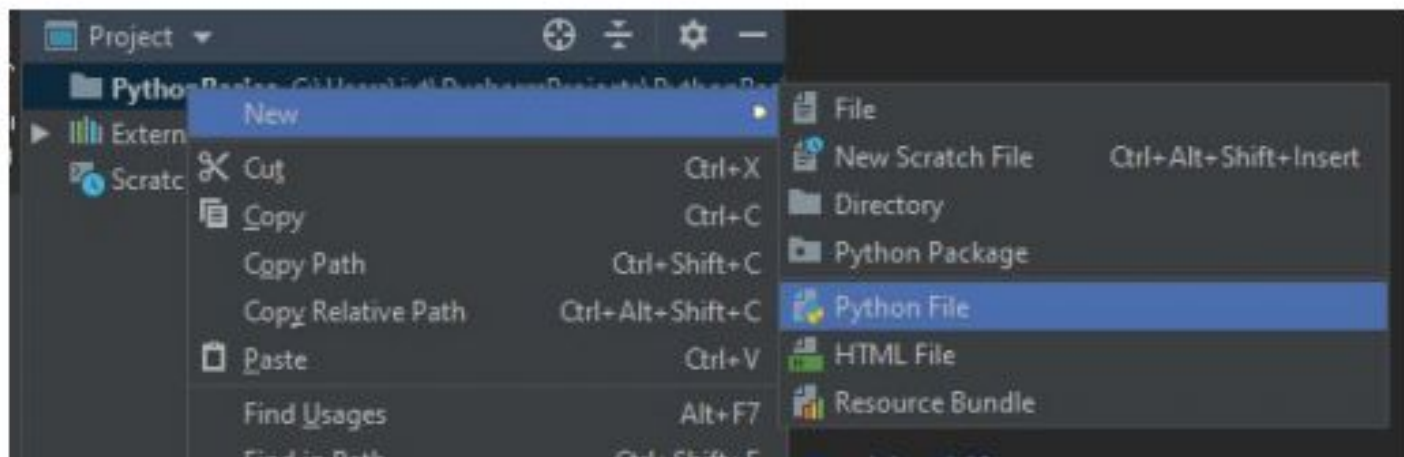 Project
New
Extern
Scratc
Cut
Ctrl+X
Copy
Ctrl+C
Copy Path
Ctrl+Shift+C
Copy Relative Path
Ctrl+Alt+Shift+C
Paste
Ctrl+V
Find Usages
Alt+F7
File
New Scratch File
Ctrl+Alt+Shift+Insert
Directory
Python Package
Python File
HTML File
Resource Bundle